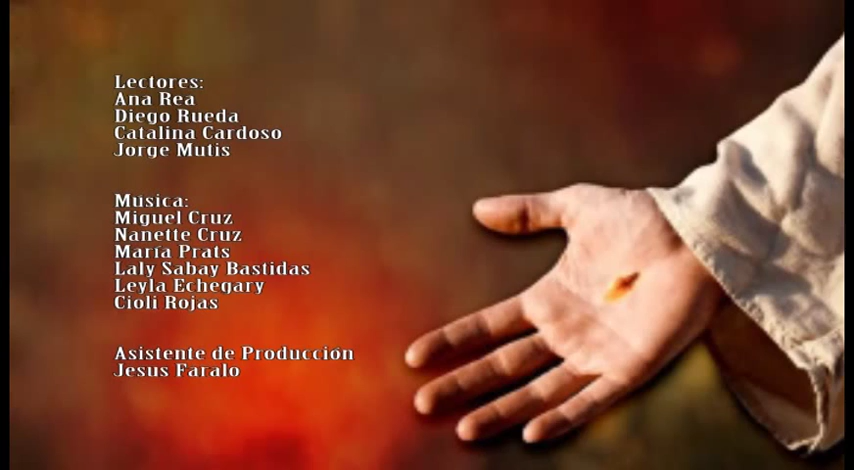 Lectores:
Ana Rea
Diego Rueda
Catalina Cardoso
Jorge Mutis
Música:
Miguel Cruz
Nanette Cruz
María Prats
Laly Sabay Bastidas
Leyla Echegary
Cioli Rojas
Asistente de Producción
Jesus Faralo